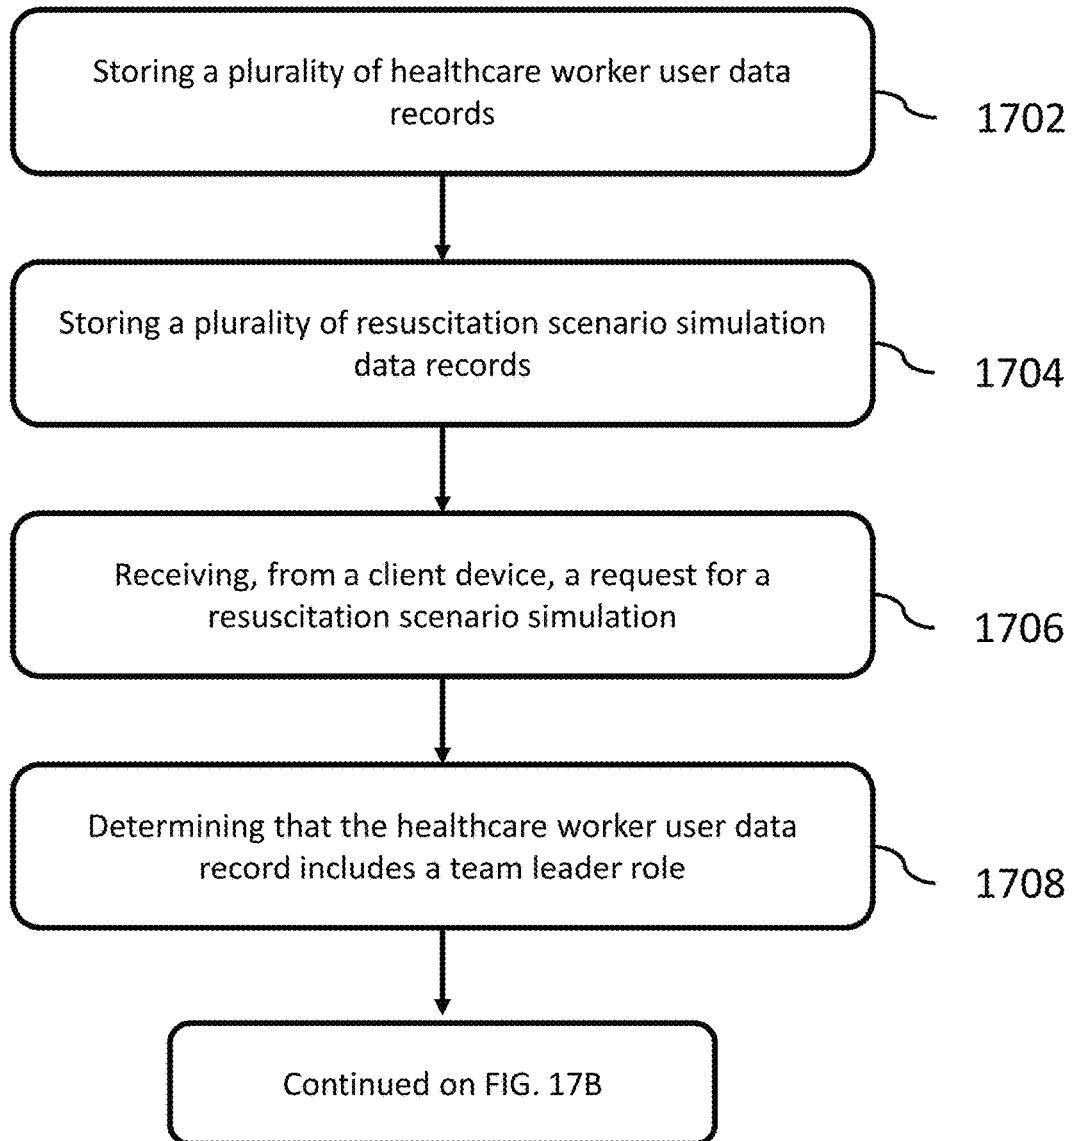 Storing a plurality of healthcare worker user data
records
1702
Storing a plurality of resuscitation scenario simulation
data records
1704
Receiving, from a client device, a request for a
resuscitation scenario simulation
1706
Determining that the healthcare worker user data
record includes a team leader role
1708
Continued on FIG. 17B